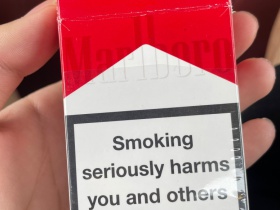 Marlboro
Smoking
seriously harms
you and others